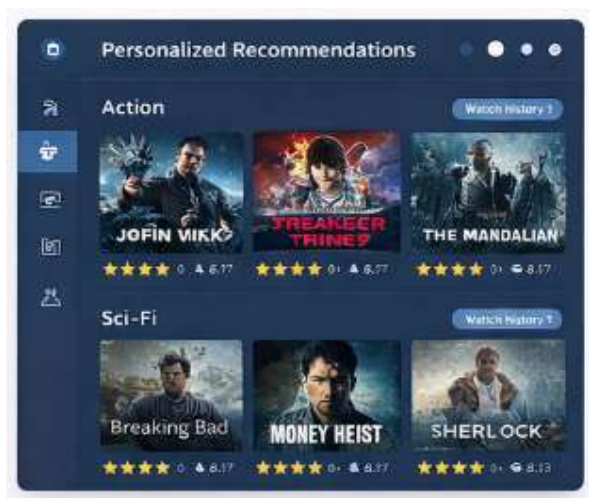 Personalized Recommendations
Action
Watch history
JOFİN VIKK?
TREAKEER
TRINE9
THE MANDALIAN
Sci-Fi
Watch history
Breaking Bad
MONEY HEIST
SHERLOCK